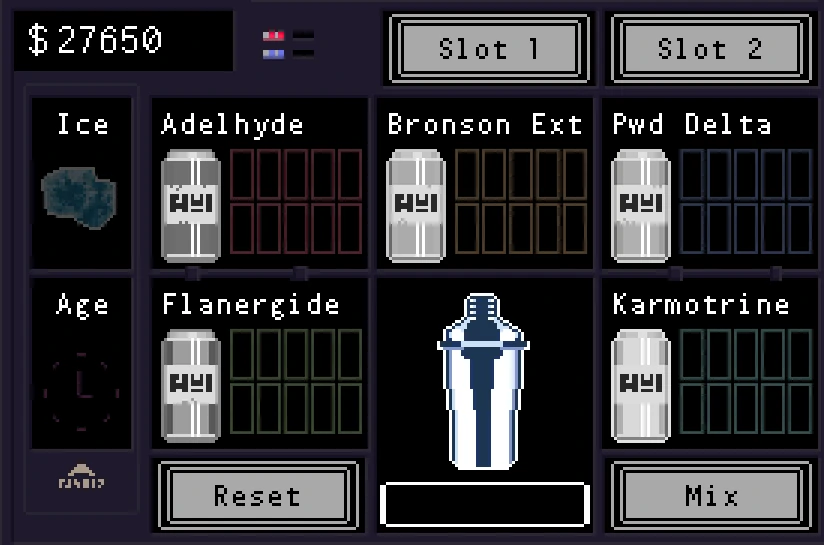 $27650
Slot 1
Slot 2
Ice
Adelhyde
Bronson Ext
Pwd Delta
Age
Flanergide
Karmotrine
Reset
Mix